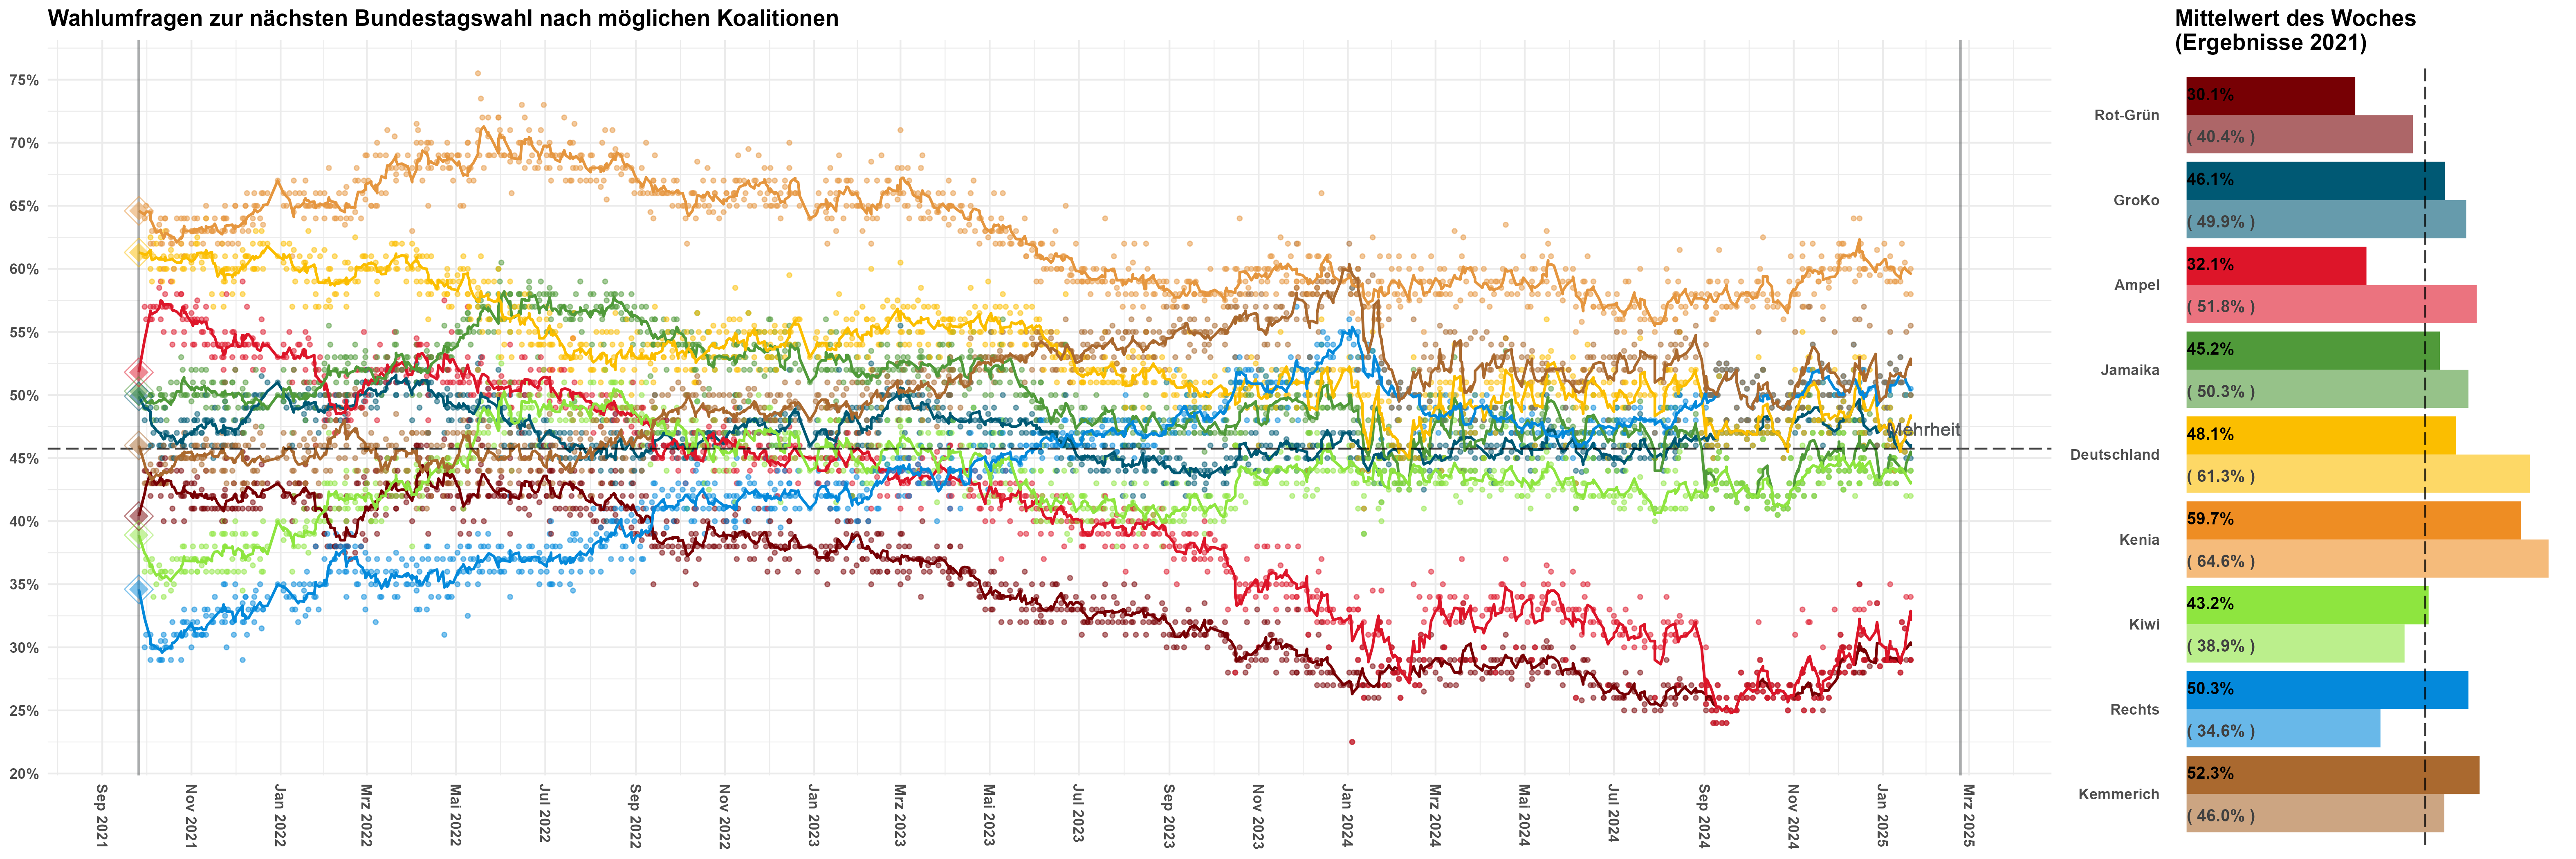 Wahlumfragen zur nächsten Bundestagswahl nach möglichen Koalitionen
75%
70%
65%
60%
55%
50%
45%
40%
35%
30%
25%
20%
Mehrheit
Sep 2021
Nov 2021
Jan 2022
Mrz 2022
Mai 2022
Jul 2022
Sep 2022
Nov 2022
Jan 2023
Mrz 2023
Mai 2023
Jul 2023
Sep 2023
Nov 2023
Jan 2024
Mrz 2024
Mai 2024
Jul 2024
Sep 2024
Nov 2024
Jan 2025
Mrz 2025
Mittelwert des Woches
(Ergebnisse 2021)
Rot-Grün
30.1%
( 40.4% )
GroKo
46.1%
( 49.9% )
Ampel
32.1%
( 51.8% )
Jamaika
45.2%
( 50.3% )
Deutschland
48.1%
( 61.3% )
Kenia
59.7%
( 64.6% )
Kiwi
43.2%
( 38.9% )
Rechts
50.3%
( 34.6% )
Kemmerich
52.3%
( 46.0% )